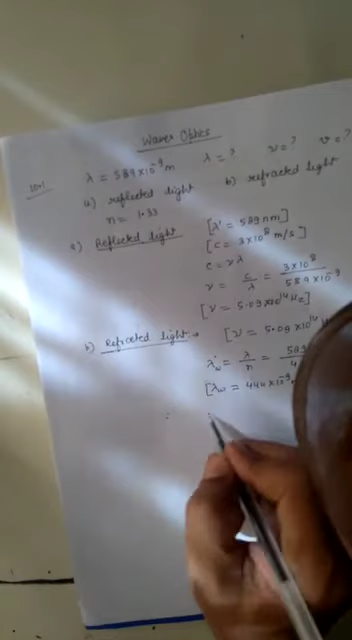 Waves Optics
10.1 λ = 589×10⁻⁹m λ = ? ν = ? v = ?
a) reflected light b) refracted light
n = 1.33
a) Reflected light [λ' = 589 nm]
[c = 3×10⁸ m/s]
c = νλ
ν = c/λ = 3×10⁸/589×10⁻⁹
[ν = 5.09×10¹⁴ Hz]
b) Refracted light → [ν = 5.09×10¹⁴
λw = λ/n = 589
[λw = 444×10⁻⁹